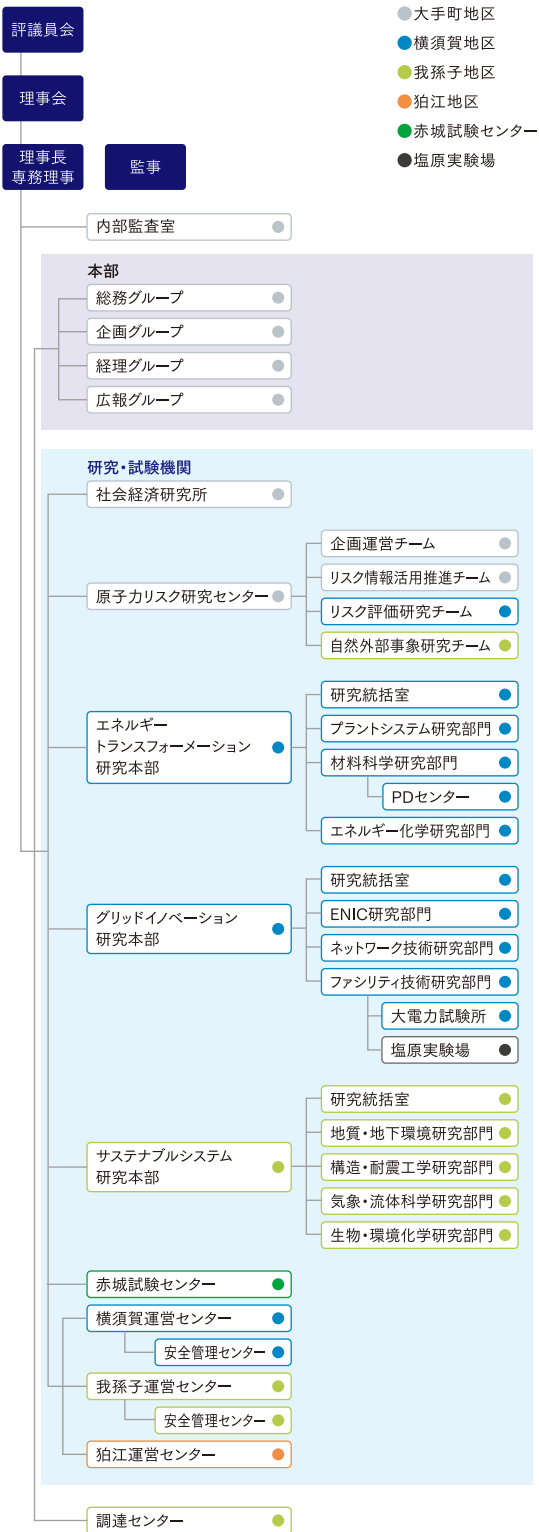 評議員会
理事会
理事長
専務理事
監事
●大手町地区
●横須賀地区
●我孫子地区
●狛江地区
●赤城試験センター
●塩原実験場
内部監査室
本部
総務グループ
企画グループ
経理グループ
広報グループ
研究・試験機関
社会経済研究所
原子力リスク研究センター
企画運営チーム
リスク情報活用推進チーム
リスク評価研究チーム
自然外部事象研究チーム
エネルギー
トランスフォーメーション
研究本部
研究統括室
プラントシステム研究部門
材料科学研究部門
PDセンター
エネルギー化学研究部門
グリッドイノベーション
研究本部
研究統括室
ENIC研究部門
ネットワーク技術研究部門
ファシリティ技術研究部門
大電力試験所
塩原実験場
サステナブルシステム
研究本部
研究統括室
地質・地下環境研究部門
構造・耐震工学研究部門
気象・流体科学研究部門
生物・環境化学研究部門
赤城試験センター
横須賀運営センター
安全管理センター
我孫子運営センター
安全管理センター
狛江運営センター
調達センター